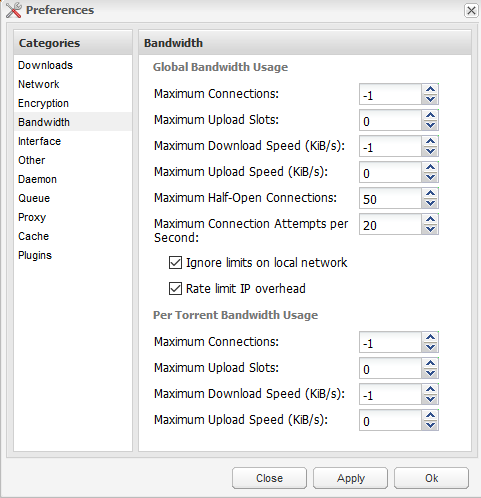 Preferences
Categories
Downloads
Network
Encryption
Bandwidth
Interface
Other
Daemon
Queue
Proxy
Cache
Plugins
Bandwidth
Global Bandwidth Usage
Maximum Connections: -1
Maximum Upload Slots: 0
Maximum Download Speed (KiB/s): -1
Maximum Upload Speed (KiB/s): 0
Maximum Half-Open Connections: 50
Maximum Connection Attempts per 20
Second:
Ignore limits on local network
Rate limit IP overhead
Per Torrent Bandwidth Usage
Maximum Connections: -1
Maximum Upload Slots: 0
Maximum Download Speed (KiB/s): -1
Maximum Upload Speed (KiB/s): 0
Close Apply Ok